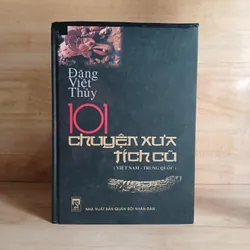 Đặng Việt Thủy
101
chuyện xưa
tích cũ
( VIỆT NAM - TRUNG QUỐC )
NHÀ XUẤT BẢN QUÂN ĐỘI NHÂN DÂN